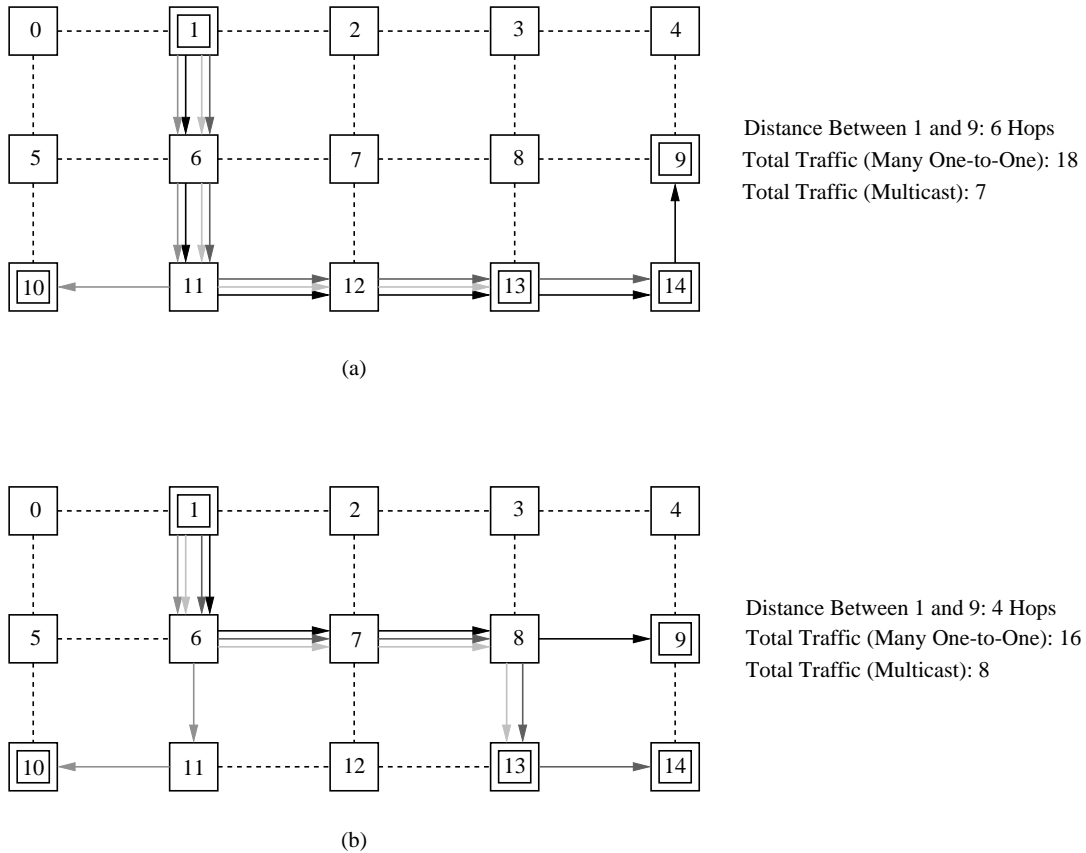 0 1 2 3 4
5 6 7 8 9
10 11 12 13 14
Distance Between 1 and 9: 6 Hops
Total Traffic (Many One-to-One): 18
Total Traffic (Multicast): 7
(a)
0 1 2 3 4
5 6 7 8 9
10 11 12 13 14
Distance Between 1 and 9: 4 Hops
Total Traffic (Many One-to-One): 16
Total Traffic (Multicast): 8
(b)